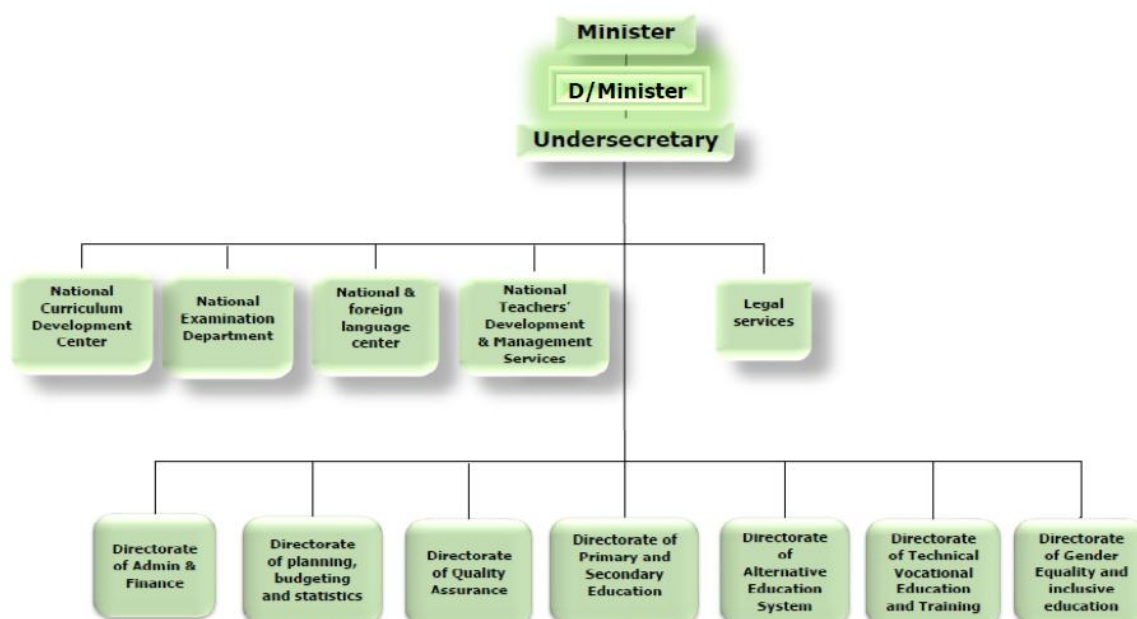 Minister
D/Minister
Undersecretary
National
Curriculum
Development
Center
National
Examination
Department
National &
foreign
language
center
National
Teachers’
Development
& Management
Services
Legal
services
Directorate
of Admin &
Finance
Directorate
of planning,
budgeting
and statistics
Directorate
of Quality
Assurance
Directorate of
Primary and
Secondary
Education
Directorate
of
Alternative
Education
System
Directorate
of Technical
Vocational
Education
and Training
Directorate
of Gender
Equality and
inclusive
education